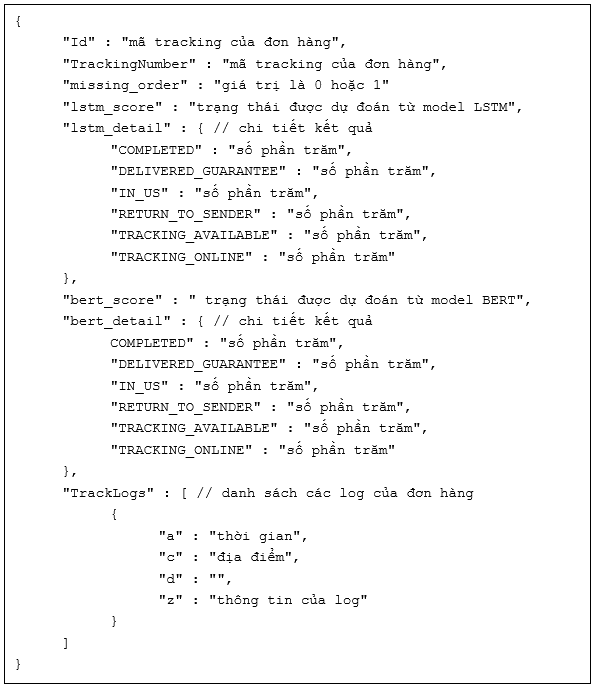 {
"Id" : "mã tracking của đơn hàng",
"TrackingNumber" : "mã tracking của đơn hàng",
"missing_order" : "giá trị là 0 hoặc 1"
"lstm_score" : "trạng thái được dự đoán từ model LSTM",
"lstm_detail" : { // chi tiết kết quả
"COMPLETED" : "số phần trăm",
"DELIVERED_GUARANTEE" : "số phần trăm",
"IN_US" : "số phần trăm",
"RETURN_TO_SENDER" : "số phần trăm",
"TRACKING_AVAILABLE" : "số phần trăm",
"TRACKING_ONLINE" : "số phần trăm"
},
"bert_score" : " trạng thái được dự đoán từ model BERT",
"bert_detail" : { // chi tiết kết quả
COMPLETED" : "số phần trăm",
"DELIVERED_GUARANTEE" : "số phần trăm",
"IN_US" : "số phần trăm",
"RETURN_TO_SENDER" : "số phần trăm",
"TRACKING_AVAILABLE" : "số phần trăm",
"TRACKING_ONLINE" : "số phần trăm"
},
"TrackLogs" : [ // danh sách các log của đơn hàng
{
"a" : "thời gian",
"c" : "địa điểm",
"d" : "",
"z" : "thông tin của log"
}
]
}